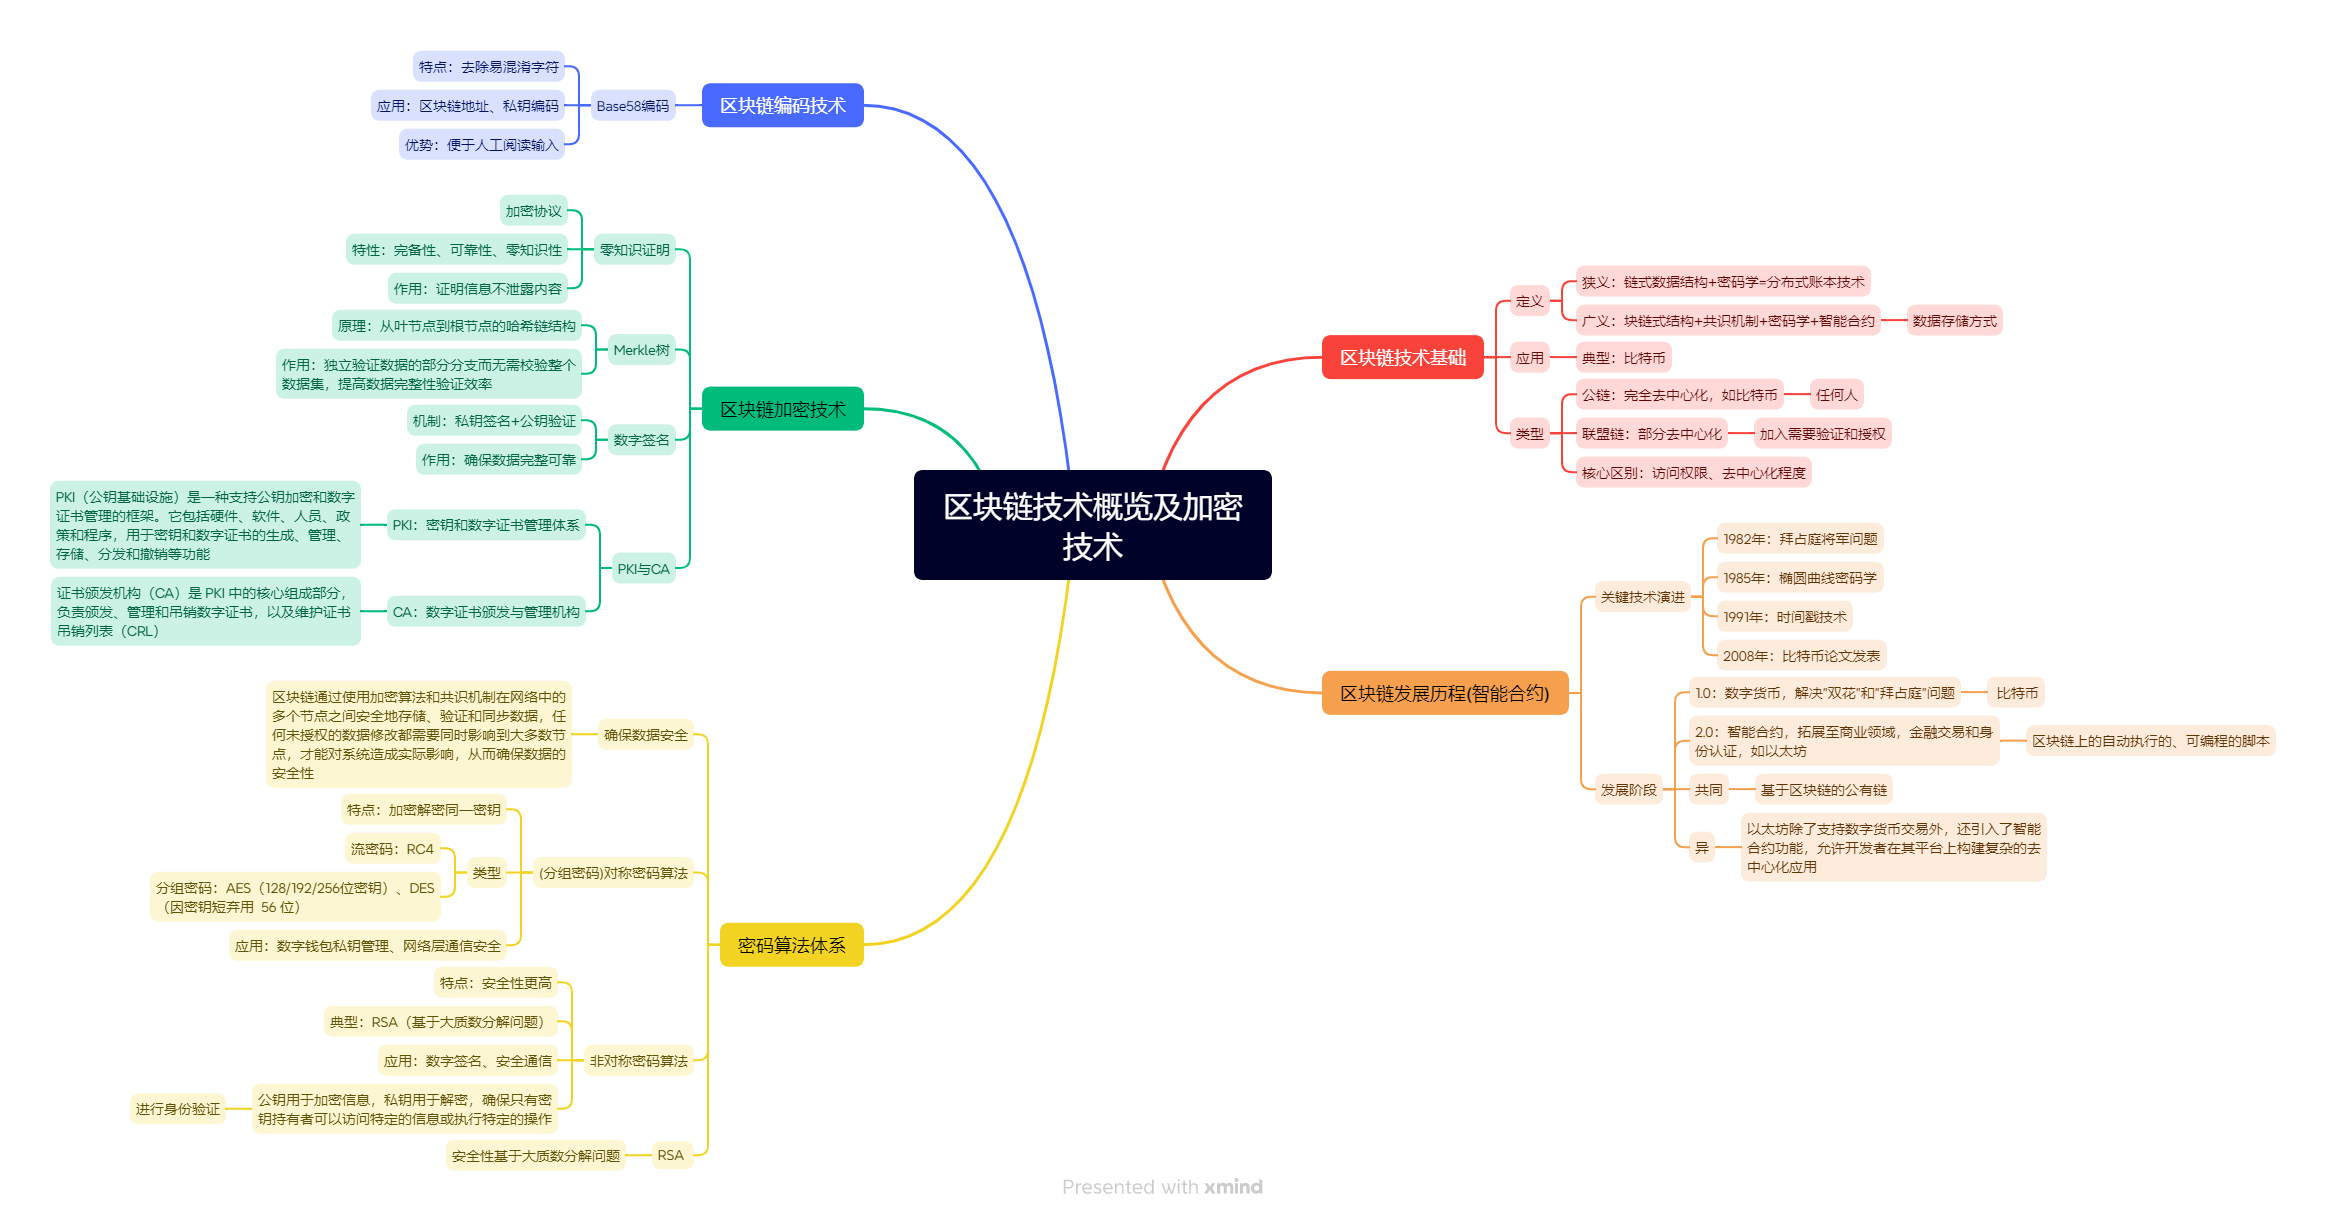 区块链技术概览及加密
技术
区块链技术基础
定义
狭义：链式数据结构+密码学=分布式账本技术
广义：块链式结构+共识机制+密码学+智能合约
数据存储方式
应用
典型：比特币
类型
公链：完全去中心化，如比特币
任何人
联盟链：部分去中心化
加入需要验证和授权
核心区别：访问权限、去中心化程度
区块链发展历程(智能合约)
关键技术演进
1982年：拜占庭将军问题
1985年：椭圆曲线密码学
1991年：时间戳技术
2008年：比特币论文发表
发展阶段
1.0：数字货币，解决"双花"和"拜占庭"问题
比特币
2.0：智能合约，拓展至商业领域，金融交易和身
份认证，如以太坊
区块链上的自动执行的、可编程的脚本
共同
基于区块链的公有链
异
以太坊除了支持数字货币交易外，还引入了智能
合约功能，允许开发者在其平台上构建复杂的去
中心化应用
区块链编码技术
Base58编码
特点：去除易混淆字符
应用：区块链地址、私钥编码
优势：便于人工阅读输入
区块链加密技术
零知识证明
加密协议
特性：完备性、可靠性、零知识性
作用：证明信息不泄露内容
Merkle树
原理：从叶节点到根节点的哈希链结构
作用：独立验证数据的部分分支而无需校验整个
数据集，提高数据完整性验证效率
数字签名
机制：私钥签名+公钥验证
作用：确保数据完整可靠
PKI与CA
PKI：密钥和数字证书管理体系
PKI（公钥基础设施）是一种支持公钥加密和数字
证书管理的框架。它包括硬件、软件、人员、政
策和程序，用于密钥和数字证书的生成、管理、
存储、分发和撤销等功能
CA：数字证书颁发与管理机构
证书颁发机构（CA）是 PKI 中的核心组成部分，
负责颁发、管理和吊销数字证书，以及维护证书
吊销列表（CRL）
密码算法体系
确保数据安全
区块链通过使用加密算法和共识机制在网络中的
多个节点之间安全地存储、验证和同步数据，任
何未授权的数据修改都需要同时影响到大多数节
点，才能对系统造成实际影响，从而确保数据的
安全性
(分组密码)对称密码算法
特点：加密解密同一密钥
类型
流密码：RC4
分组密码：AES（128/192/256位密钥）、DES
（因密钥短弃用 56 位）
应用：数字钱包私钥管理、网络层通信安全
非对称密码算法
特点：安全性更高
典型：RSA（基于大质数分解问题）
应用：数字签名、安全通信
公钥用于加密信息，私钥用于解密，确保只有密
钥持有者可以访问特定的信息或执行特定的操作
进行身份验证
RSA
安全性基于大质数分解问题
Presented with xmind